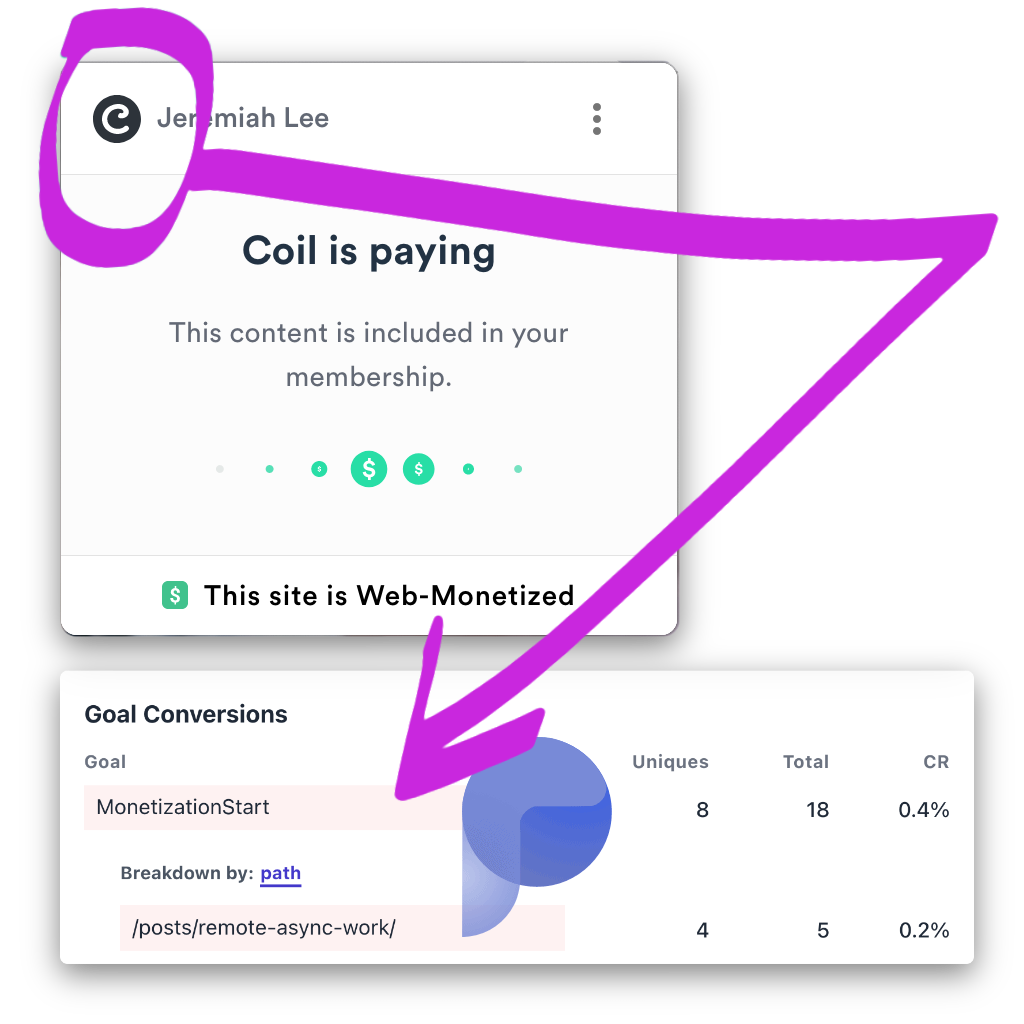 Jeremiah Lee
Coil is paying
This content is included in your
membership.
$ $ $
$ This site is Web-Monetized
Goal Conversions
Goal Uniques Total CR
MonetizationStart 8 18 0.4%
Breakdown by: path
/posts/remote-async-work/ 4 5 0.2%